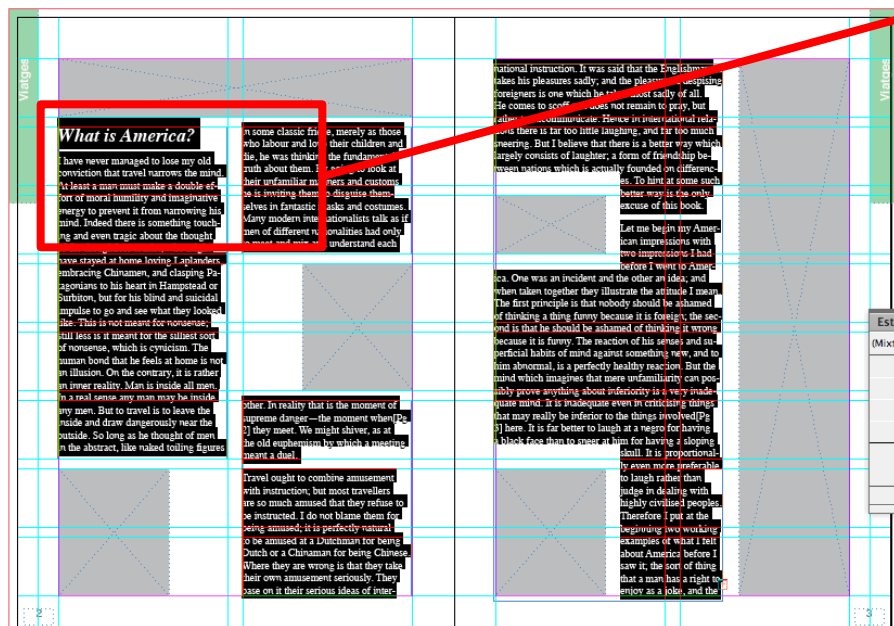 Viatges
What is America?
I have never managed to lose my old
conviction that travel narrows the mind.
At least a man must make a double ef-
fort of moral humility and imaginative
energy to prevent it from narrowing his
mind. Indeed there is something touch-
ing and even tragic about the thought
have stayed at home loving Laplanders,
embracing Chinamen, and clasping Pa-
tagonians to his heart in Hampstead or
Surbiton, but for his blind and suicidal
impulse to go and see what they looked
like. This is not meant for nonsense;
still less is it meant for the silliest sort
of nonsense, which is cynicism. The
human bond that he feels at home is not
an illusion. On the contrary, it is rather
an inner reality. Man is inside all men.
In a real sense any man may be inside
any men. But to travel is to leave the
inside and draw dangerously near the
outside. So long as he thought of men
in the abstract, like naked toiling figures
in some classic frieze, merely as those
who labour and love their children and
die, he was thinking the fundamental
truth about them. By going to look at
their unfamiliar manners and customs
he is inviting them to disguise them-
selves in fantastic masks and costumes.
Many modern internationalists talk as if
men of different nationalities had only
to meet and mix and understand each
other. In reality that is the moment of
supreme danger—the moment when[Pg
2] they meet. We might shiver, as at
the old euphemism by which a meeting
meant a duel.
Travel ought to combine amusement
with instruction; but most travellers
are so much amused that they refuse to
be instructed. I do not blame them for
being amused; it is perfectly natural
to be amused at a Dutchman for being
Dutch or a Chinaman for being Chinese.
Where they are wrong is that they take
their own amusement seriously. They
base on it their serious ideas of inter-
2
national instruction. It was said that the Englishman
takes his pleasures sadly; and the pleasure of despising
foreigners is one which he takes most sadly of all.
He comes to scoff and does not remain to pray, but
rather to excommunicate. Hence in international rela-
tions there is far too little laughing, and far too much
sneering. But I believe that there is a better way which
largely consists of laughter; a form of friendship be-
tween nations which is actually founded on differenc-
es. To hint at some such
better way is the only
excuse of this book.
Let me begin my Amer-
ican impressions with
two impressions I had
before I went to Amer-
ica. One was an incident and the other an idea; and
when taken together they illustrate the attitude I mean.
The first principle is that nobody should be ashamed
of thinking a thing funny because it is foreign; the sec-
ond is that he should be ashamed of thinking it wrong
because it is funny. The reaction of his senses and su-
perficial habits of mind against something new, and to
him abnormal, is a perfectly healthy reaction. But the
mind which imagines that mere unfamiliarity can pos-
sibly prove anything about inferiority is a very inade-
quate mind. It is inadequate even in criticising things
that may really be inferior to the things involved[Pg
3] here. It is far better to laugh at a negro for having
a black face than to sneer at him for having a sloping
skull. It is proportional-
ly even more preferable
to laugh rather than
judge in dealing with
highly civilised peoples.
Therefore I put at the
beginning two working
examples of what I felt
about America before I
saw it; the sort of thing
that a man has a right to
enjoy as a joke, and the
3
Viatges
Est
(Mixt